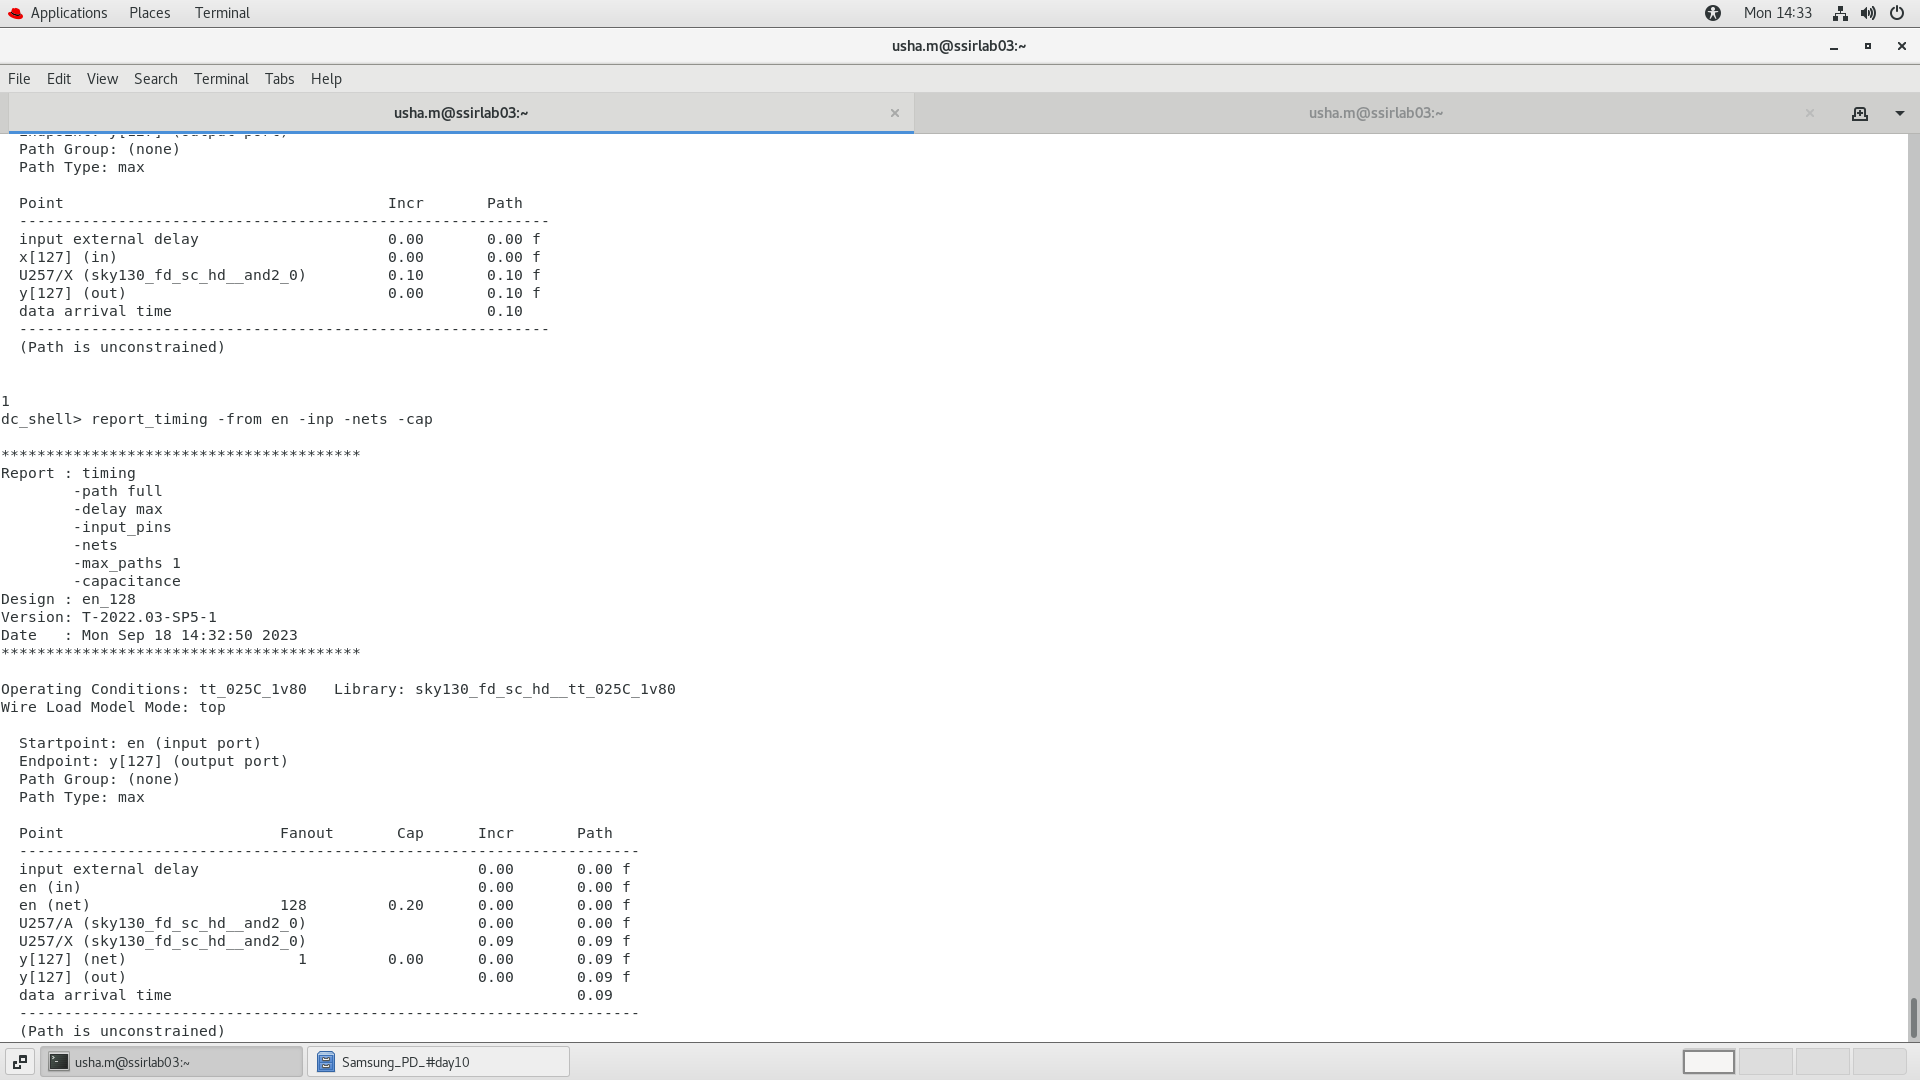 Applications Places Terminal Mon 14:33
usha.m@ssirlab03:~
File Edit View Search Terminal Tabs Help
usha.m@ssirlab03:~ × usha.m@ssirlab03:~ ×
Endpoint: y[127] (output port)
  Path Group: (none)
  Path Type: max
  Point                                    Incr       Path
  -----------------------------------------------------------
  input external delay                     0.00       0.00 f
  x[127] (in)                              0.00       0.00 f
  U257/X (sky130_fd_sc_hd__and2_0)         0.10       0.10 f
  y[127] (out)                             0.00       0.10 f
  data arrival time                                   0.10
  -----------------------------------------------------------
  (Path is unconstrained)
1
dc_shell> report_timing -from en -inp -nets -cap
****************************************
Report : timing
        -path full
        -delay max
        -input_pins
        -nets
        -max_paths 1
        -capacitance
Design : en_128
Version: T-2022.03-SP5-1
Date   : Mon Sep 18 14:32:50 2023
****************************************
Operating Conditions: tt_025C_1v80   Library: sky130_fd_sc_hd__tt_025C_1v80
Wire Load Model Mode: top
  Startpoint: en (input port)
  Endpoint: y[127] (output port)
  Path Group: (none)
  Path Type: max
  Point                        Fanout       Cap      Incr       Path
  ---------------------------------------------------------------------
  input external delay                               0.00       0.00 f
  en (in)                                            0.00       0.00 f
  en (net)                     128         0.20      0.00       0.00 f
  U257/A (sky130_fd_sc_hd__and2_0)                   0.00       0.00 f
  U257/X (sky130_fd_sc_hd__and2_0)                   0.09       0.09 f
  y[127] (net)                   1         0.00      0.00       0.09 f
  y[127] (out)                                       0.00       0.09 f
  data arrival time                                             0.09
  ---------------------------------------------------------------------
  (Path is unconstrained)
usha.m@ssirlab03:~ Samsung_PD_#day10